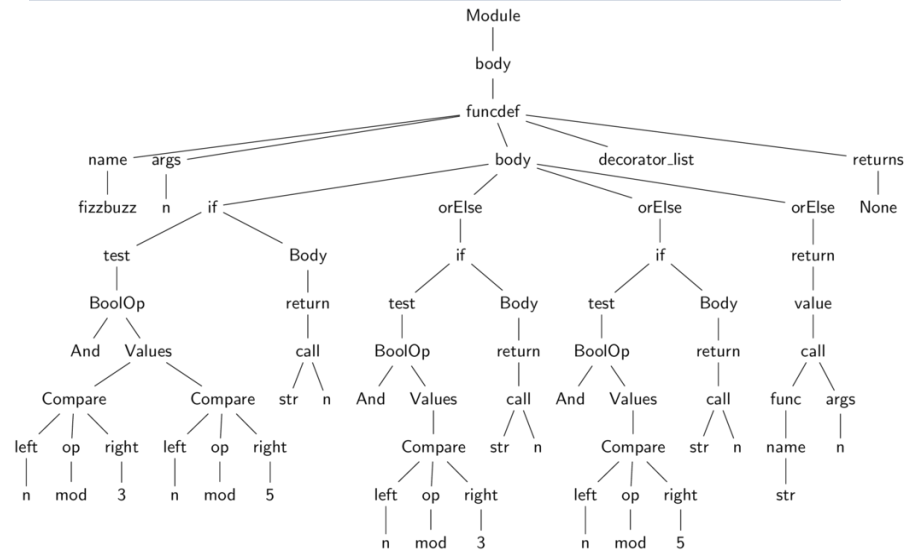 Module
body
funcdef
name args body decorator_list returns
fizzbuzz n if orElse orElse orElse None
test Body if if return
BoolOp return test Body test Body value
And Values call BoolOp return BoolOp return call
Compare Compare str n And Values call And Values call func args
left op right left op right Compare str n Compare str n name n
n mod 3 n mod 5 left op right left op right str
n mod 3 n mod 5